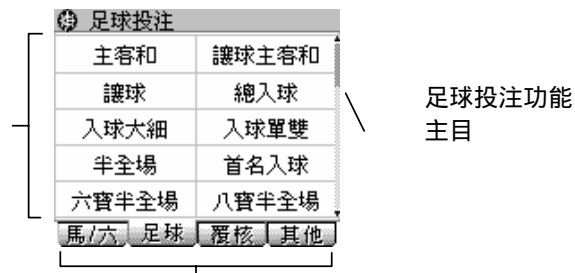 足球投注
主客和 讓球主客和
讓球 總入球
入球大細 入球單雙
半全場 首名入球
六寶半全場 八寶半全場
馬/六 足球 覆核 其他
足球投注功能
主目